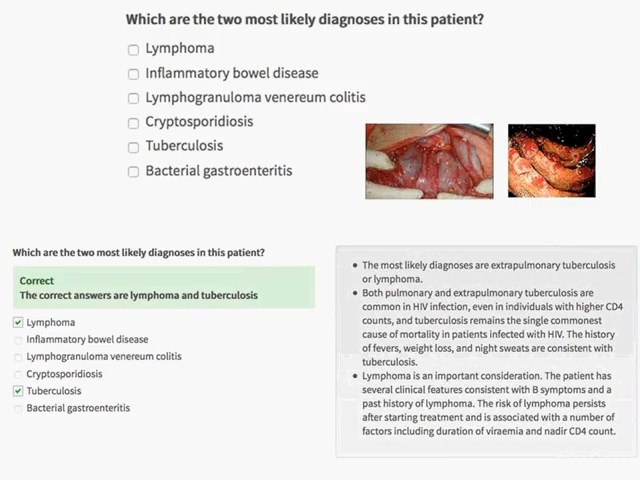 Which are the two most likely diagnoses in this patient?
Lymphoma
Inflammatory bowel disease
Lymphogranuloma venereum colitis
Cryptosporidiosis
Tuberculosis
Bacterial gastroenteritis
Which are the two most likely diagnoses in this patient?
Correct
The correct answers are lymphoma and tuberculosis
Lymphoma
Inflammatory bowel disease
Lymphogranuloma venereum colitis
Cryptosporidiosis
Tuberculosis
Bacterial gastroenteritis
• The most likely diagnoses are extrapulmonary tuberculosis
or lymphoma.
• Both pulmonary and extrapulmonary tuberculosis are
common in HIV infection, even in individuals with higher CD4
counts, and tuberculosis remains the single commonest
cause of mortality in patients infected with HIV. The history
of fevers, weight loss, and night sweats are consistent with
tuberculosis.
• Lymphoma is an important consideration. The patient has
several clinical features consistent with B symptoms and a
past history of lymphoma. The risk of lymphoma persists
after starting treatment and is associated with a number of
factors including duration of viraemia and nadir CD4 count.